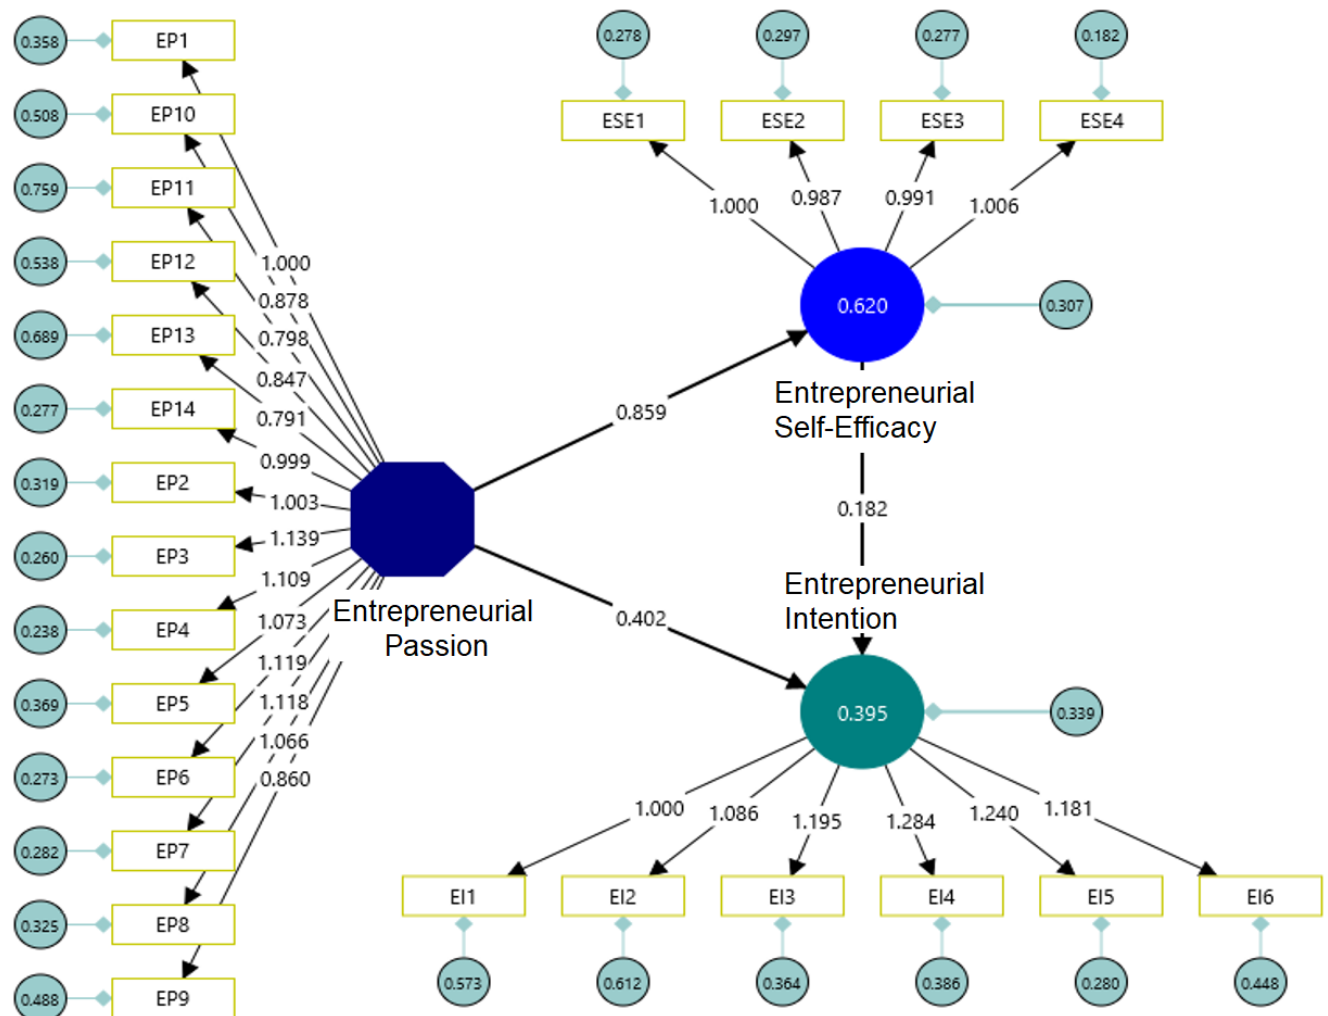 0.358
EP1
0.508
EP10
0.759
EP11
0.538
EP12
0.689
EP13
0.277
EP14
0.319
EP2
0.260
EP3
0.238
EP4
0.369
EP5
0.273
EP6
0.282
EP7
0.325
EP8
0.488
EP9
1.000
0.878
0.798
0.847
0.791
0.999
1.003
1.139
1.109
1.073
1.119
1.118
1.066
0.860
Entrepreneurial
Passion
0.859
0.402
0.278
0.297
0.277
0.182
ESE1
ESE2
ESE3
ESE4
1.000
0.987
0.991
1.006
0.620
0.307
Entrepreneurial
Self-Efficacy
0.182
Entrepreneurial
Intention
0.395
0.339
1.000
1.086
1.195
1.284
1.240
1.181
EI1
EI2
EI3
EI4
EI5
EI6
0.573
0.612
0.364
0.386
0.280
0.448